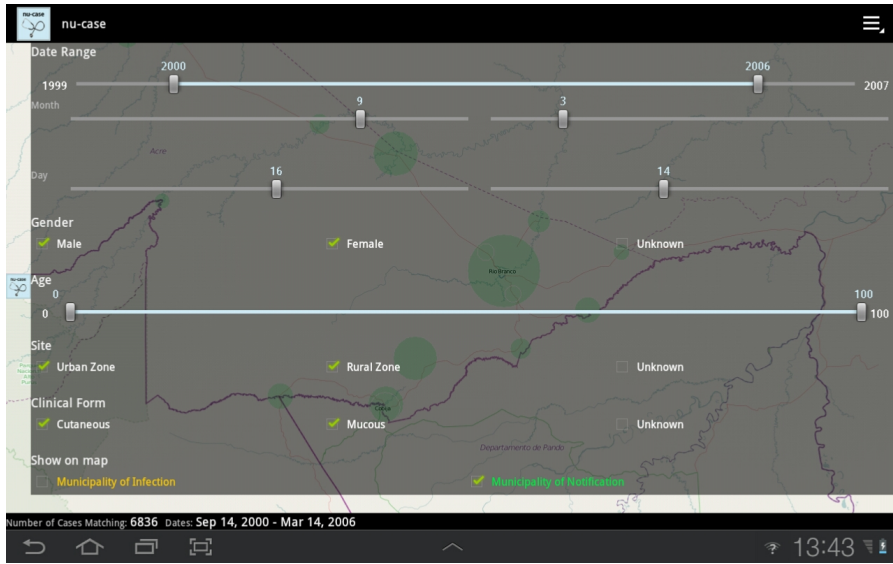 nu-case
nu-case
Date Range
2000 2006
1999 2007
Month
9 3
Acre
Day
16 14
Gender
Male Female Unknown
Rio Branco
nu-case
Age
0 100
0 100
Site
Urban Zone Rural Zone Unknown
Clinical Form
Cutaneous Mucous Unknown
Cobija
Departamento de Pando
Show on map
Municipality of Infection Municipality of Notification
Number of Cases Matching: 6836 Dates: Sep 14, 2000 - Mar 14, 2006
13:43